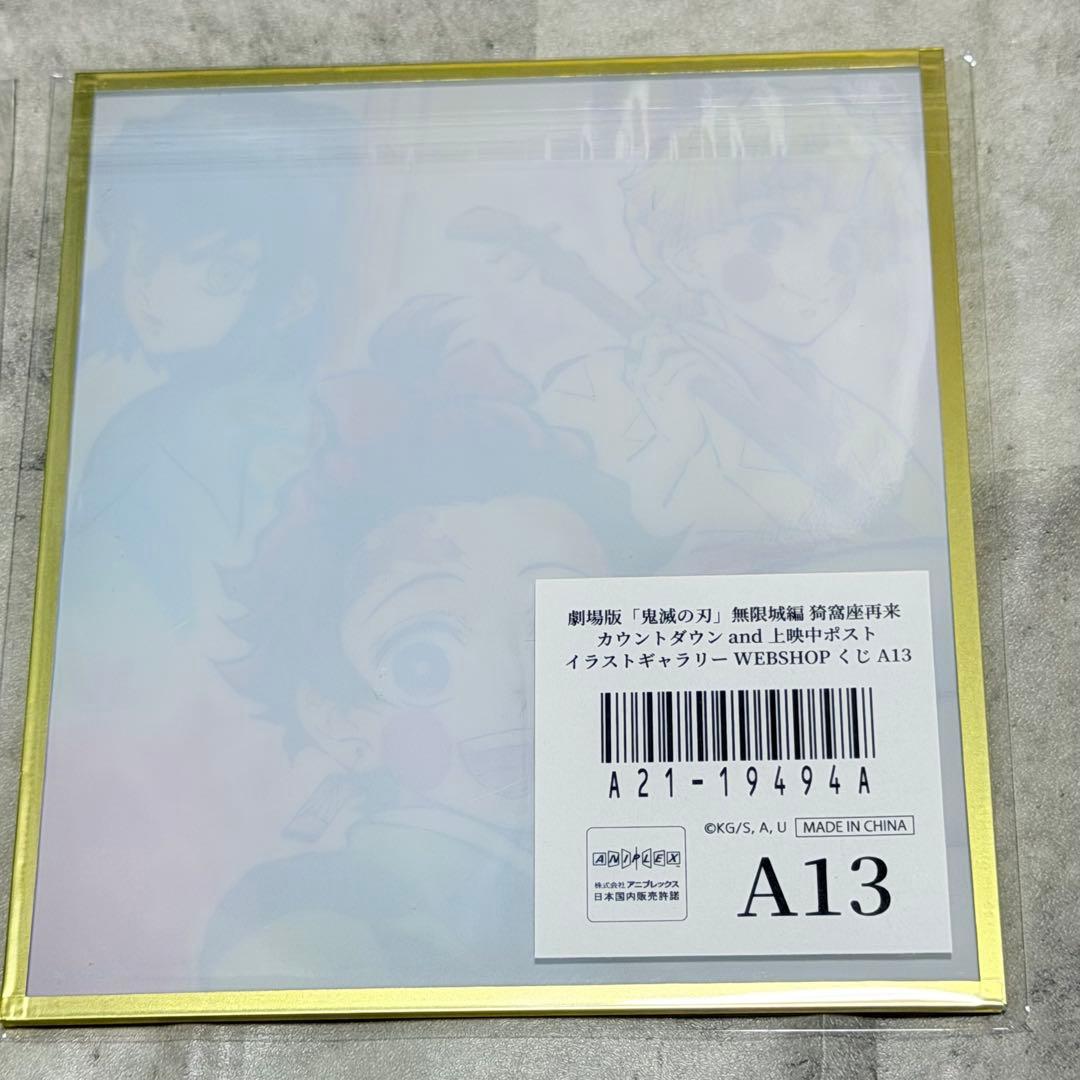 劇場版「鬼滅の刃」無限城編 猗窩座再来
カウントダウン and 上映中ポスト
イラストギャラリー WEBSHOP くじ A13
A21-19494A
©KG/S, A, U MADE IN CHINA
ANIPLEX™
株式会社 アニプレックス
日本国内販売許諾
A13